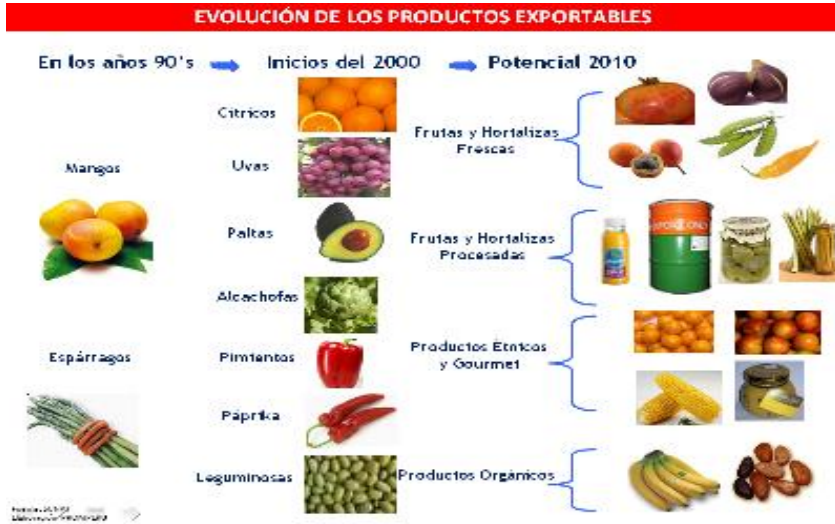 EVOLUCIÓN DE LOS PRODUCTOS EXPORTABLES
En los años 90's
Inicios del 2000
Potencial 2010
Mangos
Espárragos
Cítricos
Uvas
Paltas
Alcachofas
Pimientos
Páprika
Leguminosas
Frutas y Hortalizas
Frescas
Frutas y Hortalizas
Procesadas
Productos Étnicos
y Gourmet
Productos Orgánicos